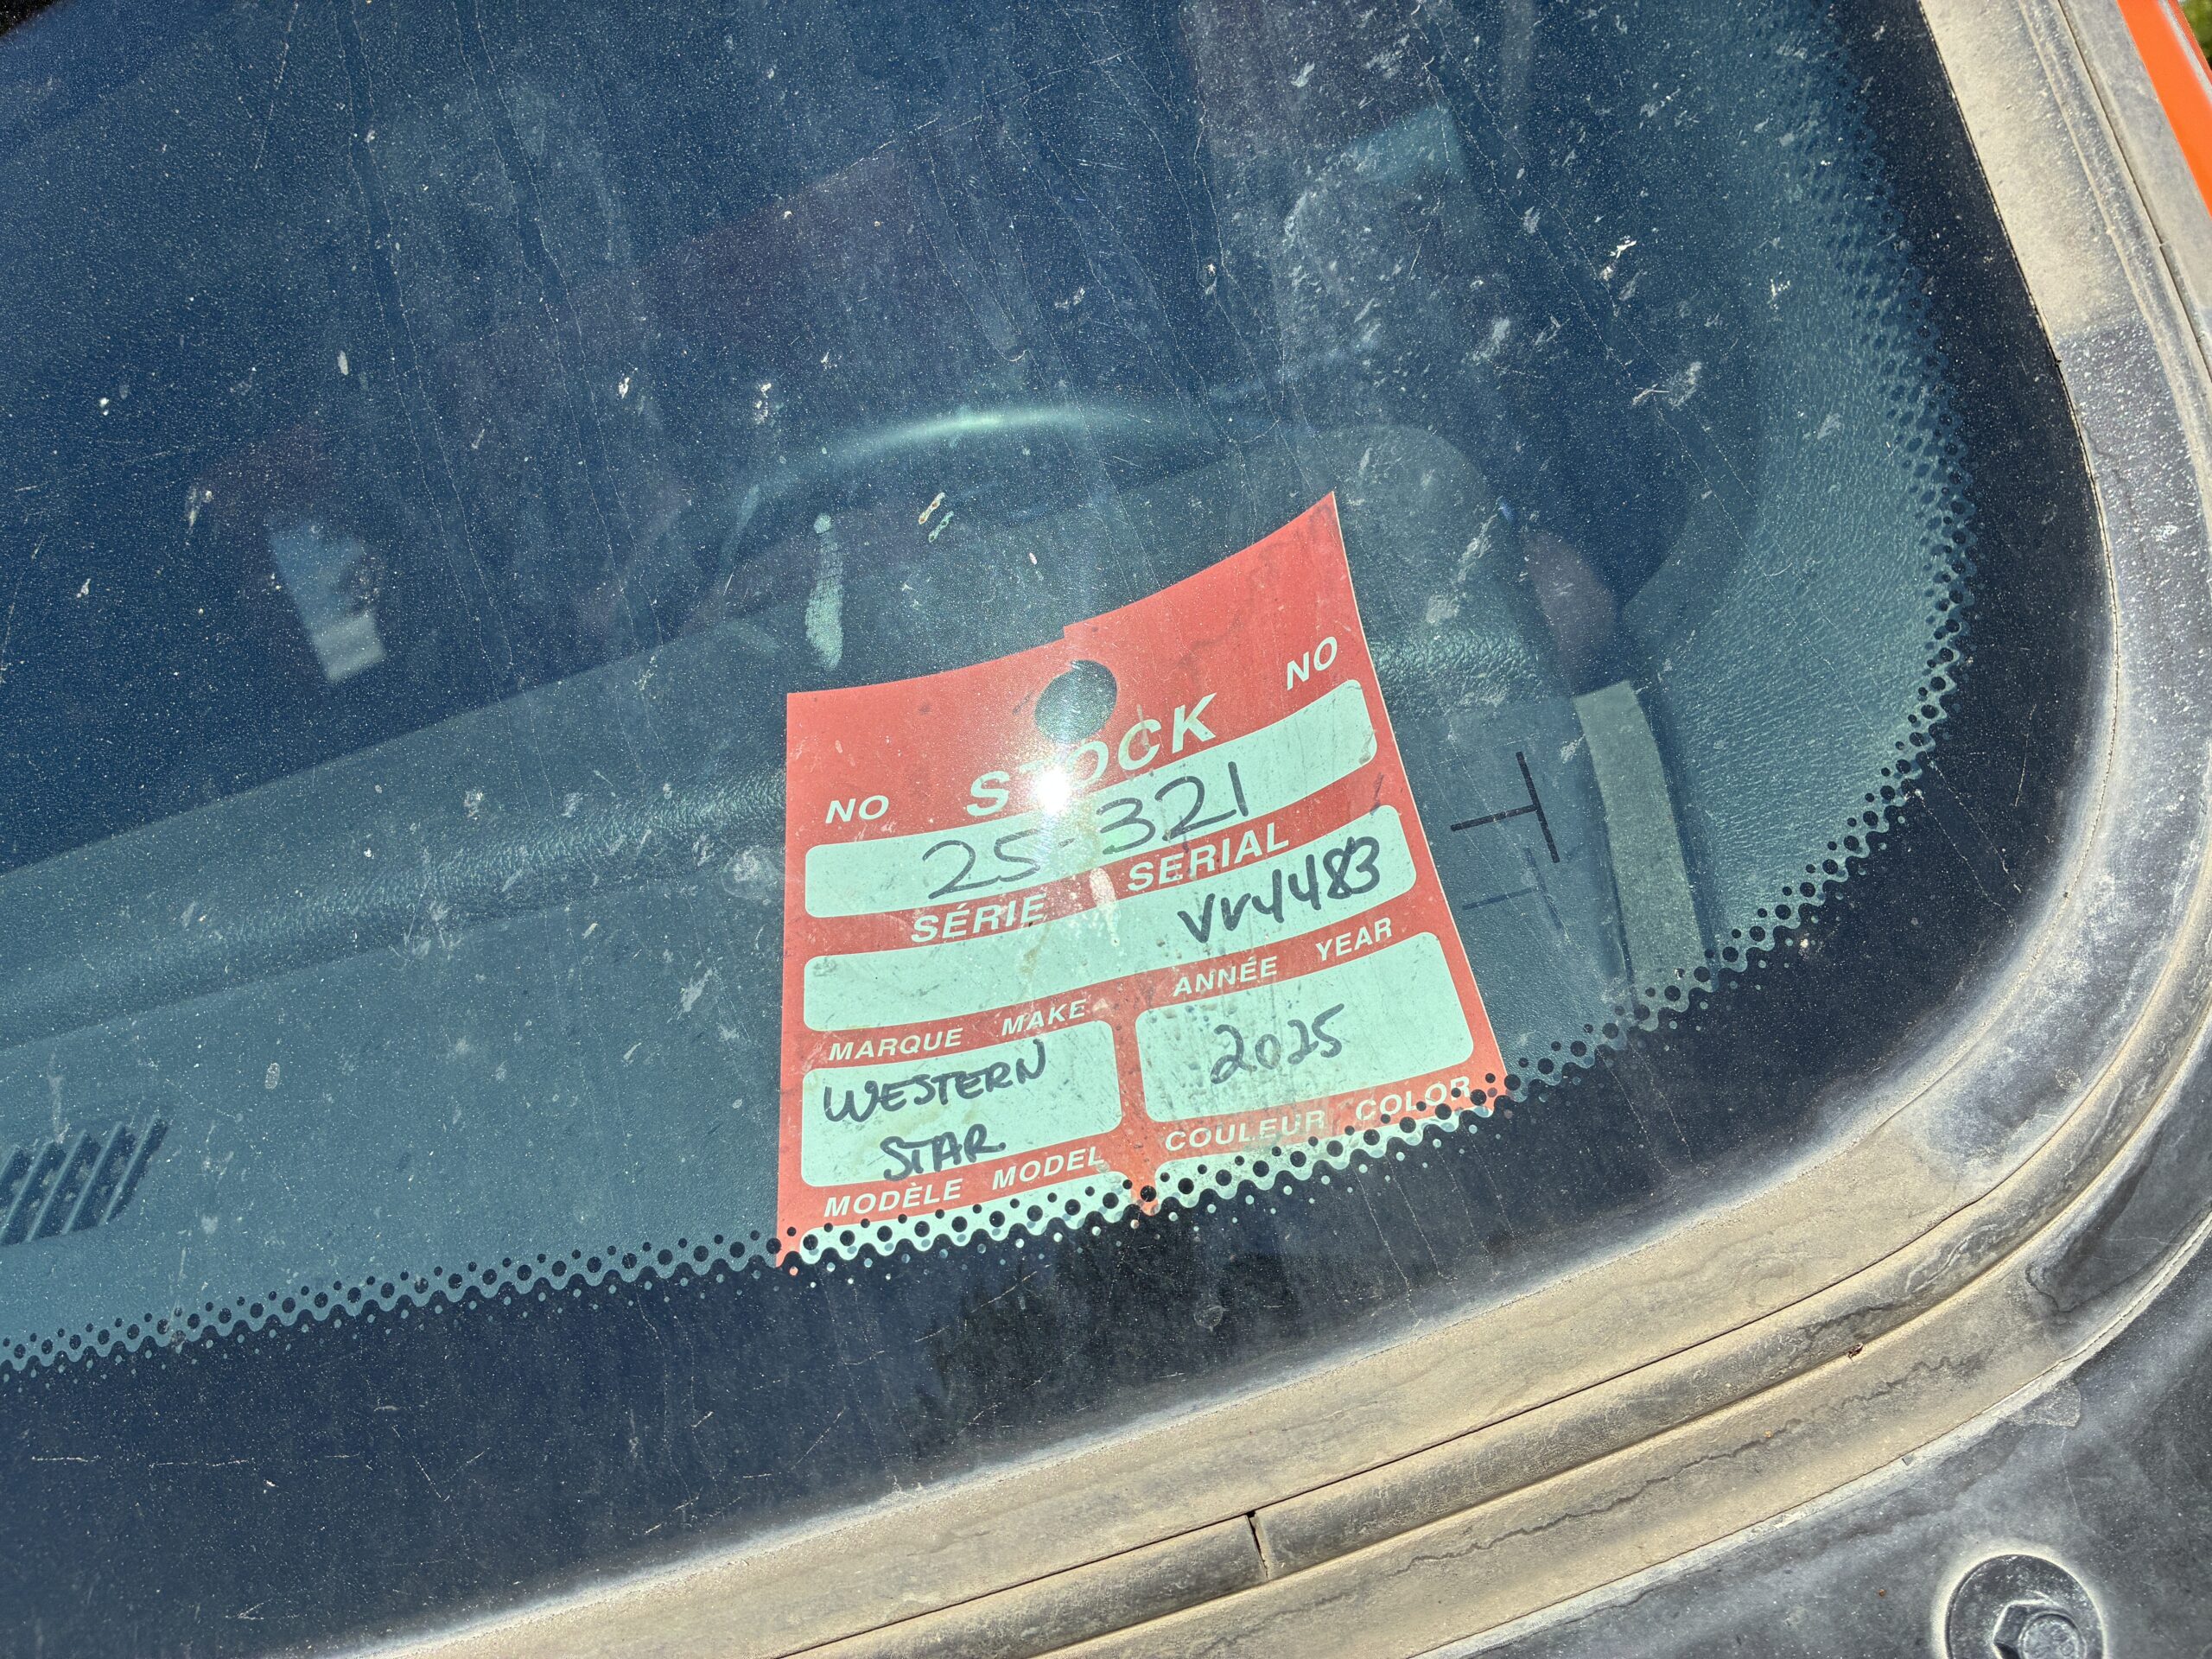 NO STOCK NO
25-321
SÉRIE SERIAL
VV4483
MARQUE MAKE ANNÉE YEAR
WESTERN STAR 2025
MODÈLE MODEL COULEUR COLOR